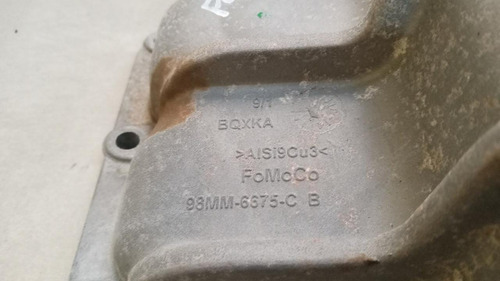 9/1
BQXKA
>AlSi9Cu3<
FoMoCo
98MM-6675-C B